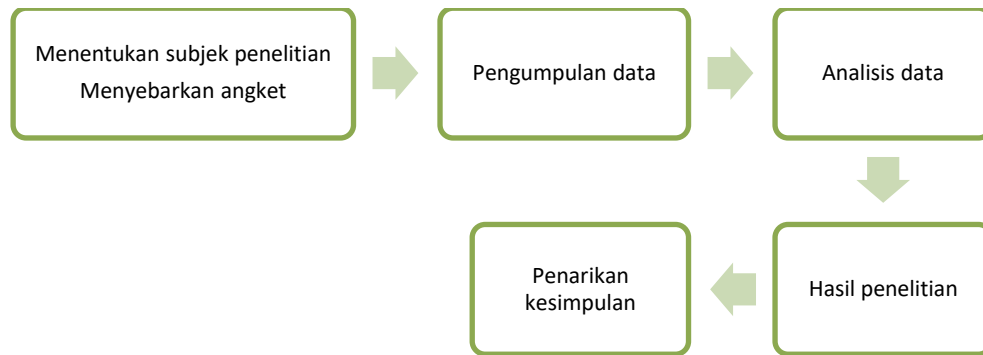 Menentukan subjek penelitian
Menyebarkan angket
Pengumpulan data
Analisis data
Hasil penelitian
Penarikan
kesimpulan